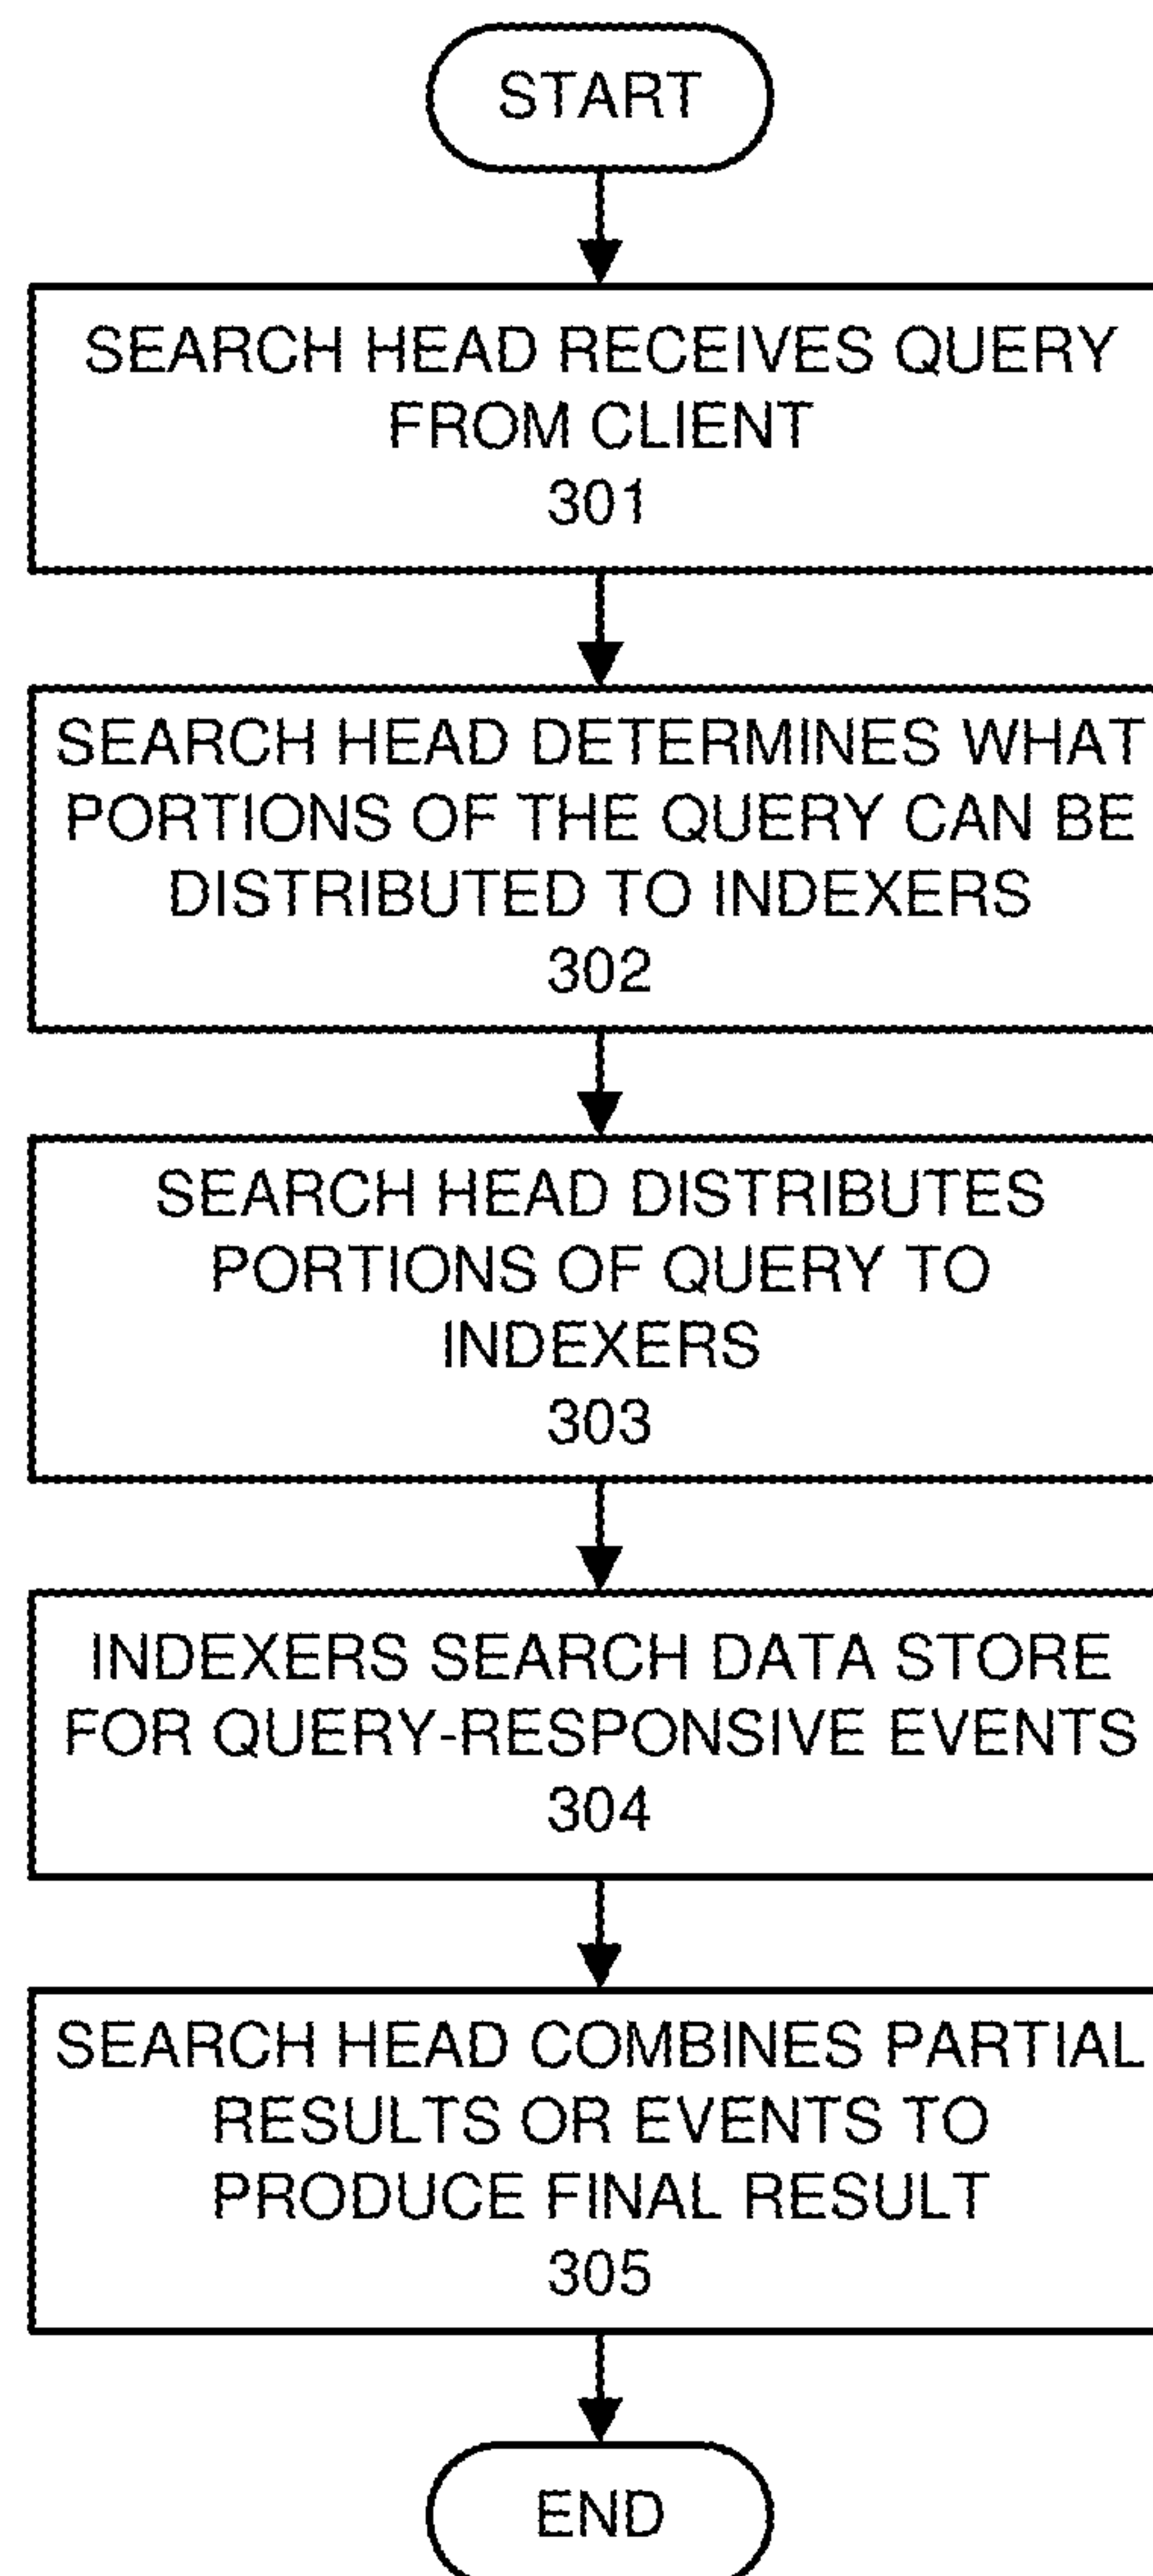 START
SEARCH HEAD RECEIVES QUERY
FROM CLIENT
301
SEARCH HEAD DETERMINES WHAT
PORTIONS OF THE QUERY CAN BE
DISTRIBUTED TO INDEXERS
302
SEARCH HEAD DISTRIBUTES
PORTIONS OF QUERY TO
INDEXERS
303
INDEXERS SEARCH DATA STORE
FOR QUERY-RESPONSIVE EVENTS
304
SEARCH HEAD COMBINES PARTIAL
RESULTS OR EVENTS TO
PRODUCE FINAL RESULT
305
END